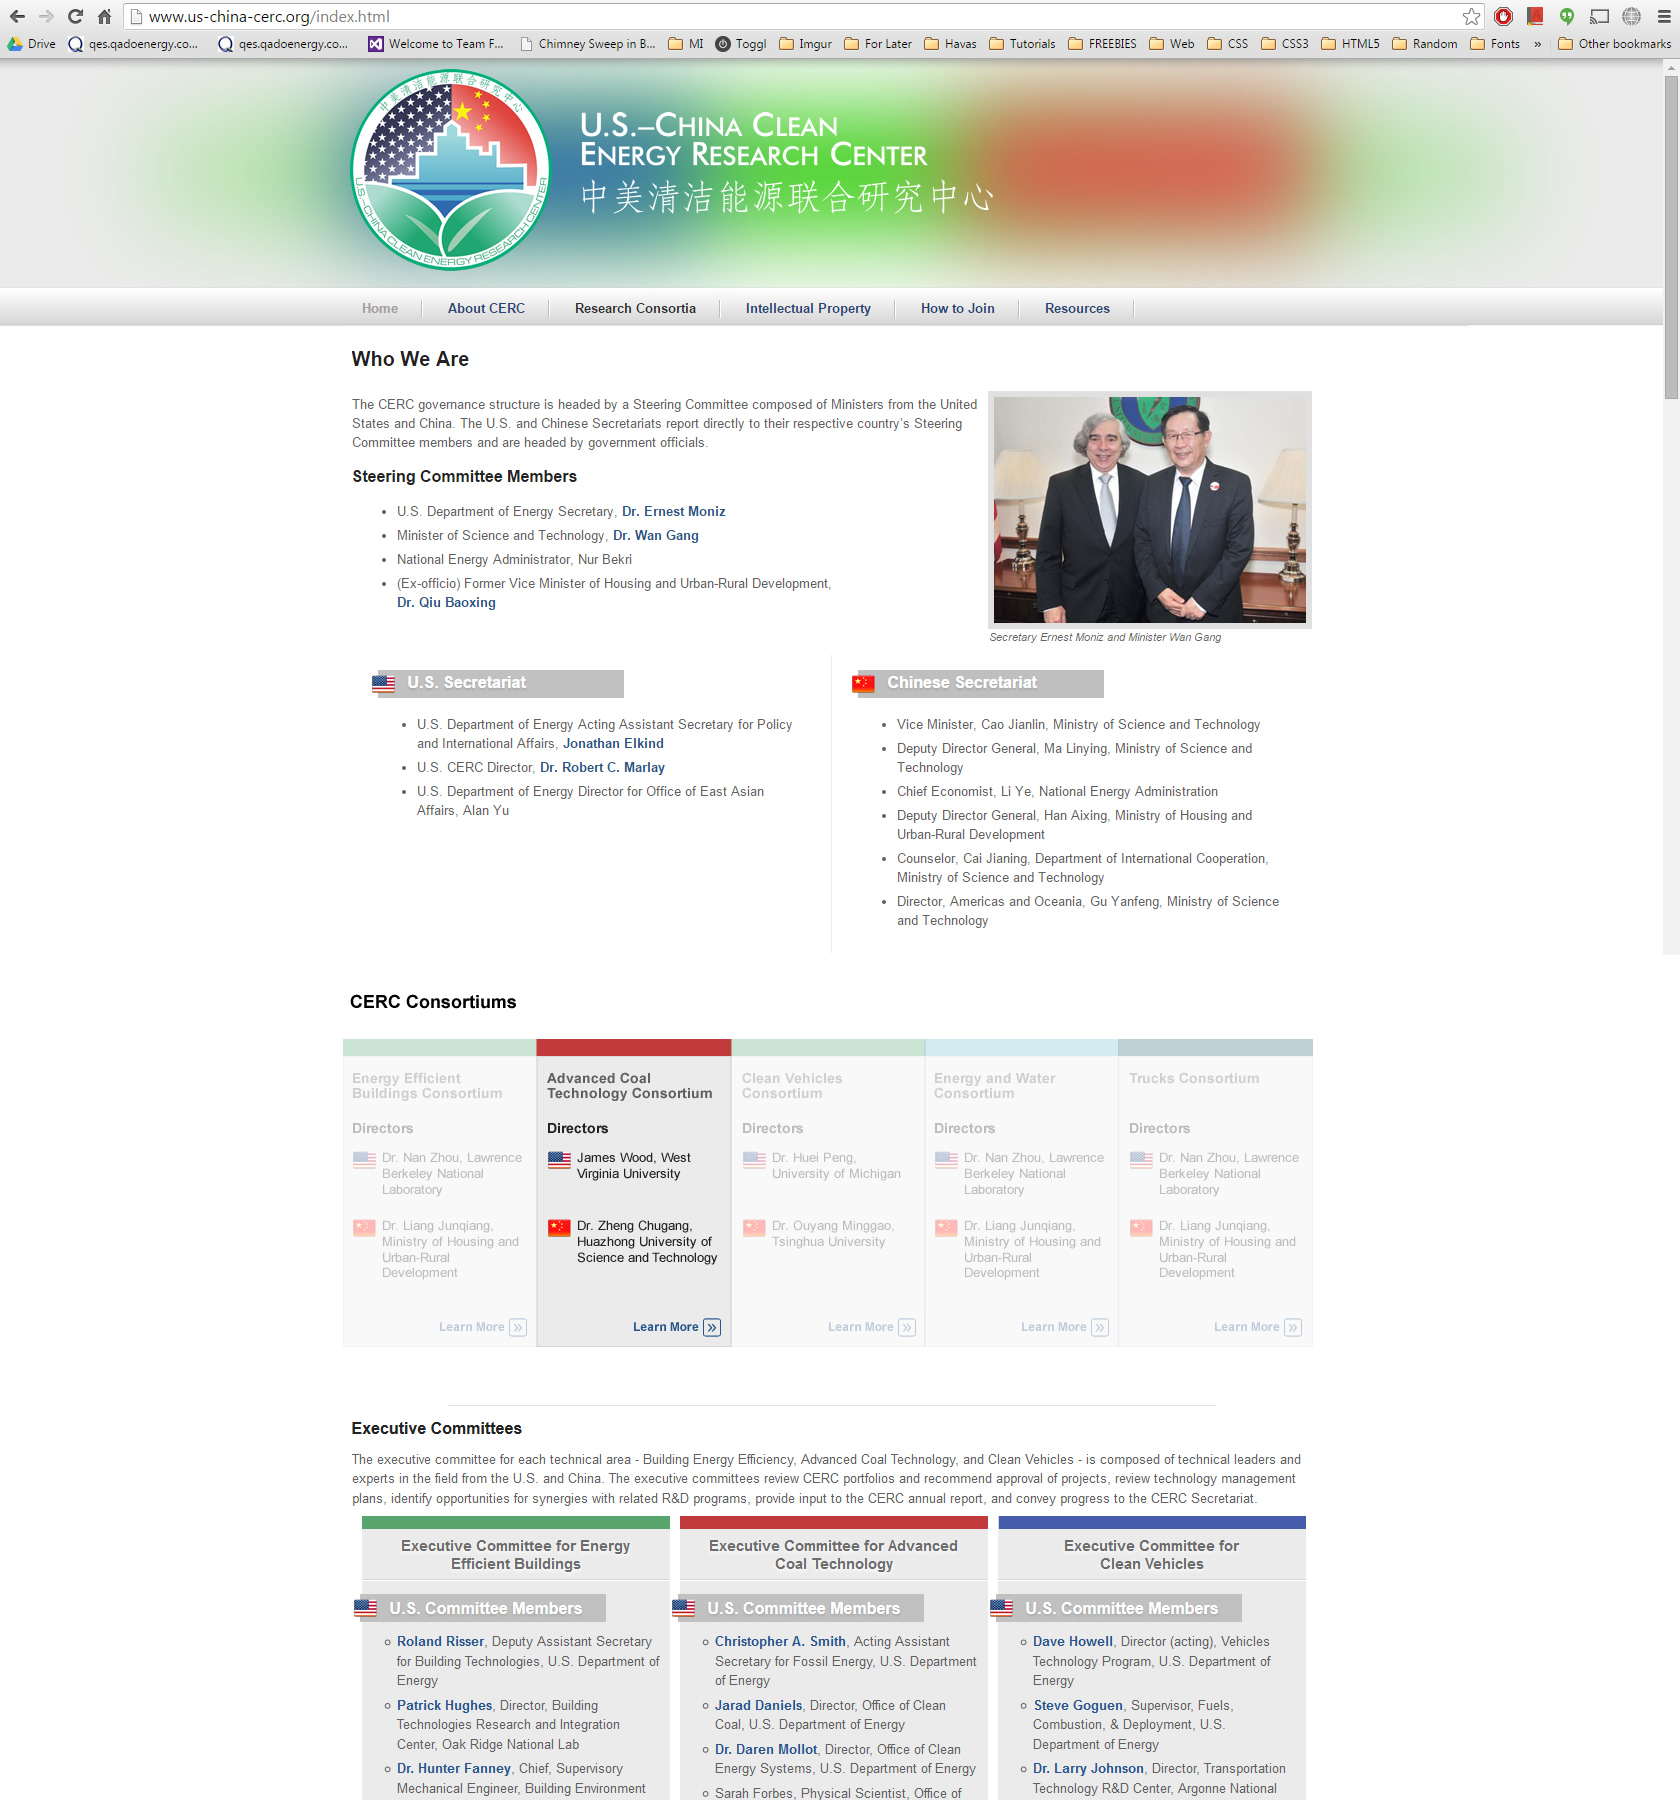 www.us-china-cerc.org/index.html
Drive qes.qadoenergy.co... qes.qadoenergy.co... Welcome to Team F... Chimney Sweep in B... MI Toggl Imgur For Later Havas Tutorials FREEBIES Web CSS CSS3 HTML5 Random Fonts » Other bookmarks
中美清洁能源联合研究中心
U.S.–CHINA CLEAN ENERGY RESEARCH CENTER
U.S.–CHINA CLEAN
ENERGY RESEARCH CENTER
中美清洁能源联合研究中心
Home About CERC Research Consortia Intellectual Property How to Join Resources
Who We Are
The CERC governance structure is headed by a Steering Committee composed of Ministers from the United
States and China. The U.S. and Chinese Secretariats report directly to their respective country's Steering
Committee members and are headed by government officials.
Steering Committee Members
• U.S. Department of Energy Secretary, Dr. Ernest Moniz
• Minister of Science and Technology, Dr. Wan Gang
• National Energy Administrator, Nur Bekri
• (Ex-officio) Former Vice Minister of Housing and Urban-Rural Development,
Dr. Qiu Baoxing
Secretary Ernest Moniz and Minister Wan Gang
U.S. Secretariat
• U.S. Department of Energy Acting Assistant Secretary for Policy
and International Affairs, Jonathan Elkind
• U.S. CERC Director, Dr. Robert C. Marlay
• U.S. Department of Energy Director for Office of East Asian
Affairs, Alan Yu
Chinese Secretariat
• Vice Minister, Cao Jianlin, Ministry of Science and Technology
• Deputy Director General, Ma Linying, Ministry of Science and
Technology
• Chief Economist, Li Ye, National Energy Administration
• Deputy Director General, Han Aixing, Ministry of Housing and
Urban-Rural Development
• Counselor, Cai Jianing, Department of International Cooperation,
Ministry of Science and Technology
• Director, Americas and Oceania, Gu Yanfeng, Ministry of Science
and Technology
CERC Consortiums
Energy Efficient
Buildings Consortium
Directors
Dr. Nan Zhou, Lawrence
Berkeley National
Laboratory
Dr. Liang Junqiang,
Ministry of Housing and
Urban-Rural
Development
Learn More »
Advanced Coal
Technology Consortium
Directors
James Wood, West
Virginia University
Dr. Zheng Chugang,
Huazhong University of
Science and Technology
Learn More »
Clean Vehicles
Consortium
Directors
Dr. Huei Peng,
University of Michigan
Dr. Ouyang Minggao,
Tsinghua University
Learn More »
Energy and Water
Consortium
Directors
Dr. Nan Zhou, Lawrence
Berkeley National
Laboratory
Dr. Liang Junqiang,
Ministry of Housing and
Urban-Rural
Development
Learn More »
Trucks Consortium
Directors
Dr. Nan Zhou, Lawrence
Berkeley National
Laboratory
Dr. Liang Junqiang,
Ministry of Housing and
Urban-Rural
Development
Learn More »
Executive Committees
The executive committee for each technical area - Building Energy Efficiency, Advanced Coal Technology, and Clean Vehicles - is composed of technical leaders and
experts in the field from the U.S. and China. The executive committees review CERC portfolios and recommend approval of projects, review technology management
plans, identify opportunities for synergies with related R&D programs, provide input to the CERC annual report, and convey progress to the CERC Secretariat.
Executive Committee for Energy
Efficient Buildings
U.S. Committee Members
Roland Risser, Deputy Assistant Secretary
for Building Technologies, U.S. Department of
Energy
Patrick Hughes, Director, Building
Technologies Research and Integration
Center, Oak Ridge National Lab
Dr. Hunter Fanney, Chief, Supervisory
Mechanical Engineer, Building Environment
Executive Committee for Advanced
Coal Technology
U.S. Committee Members
Christopher A. Smith, Acting Assistant
Secretary for Fossil Energy, U.S. Department
of Energy
Jarad Daniels, Director, Office of Clean
Coal, U.S. Department of Energy
Dr. Daren Mollot, Director, Office of Clean
Energy Systems, U.S. Department of Energy
Sarah Forbes, Physical Scientist, Office of
Executive Committee for
Clean Vehicles
U.S. Committee Members
Dave Howell, Director (acting), Vehicles
Technology Program, U.S. Department of
Energy
Steve Goguen, Supervisor, Fuels,
Combustion, & Deployment, U.S.
Department of Energy
Dr. Larry Johnson, Director, Transportation
Technology R&D Center, Argonne National